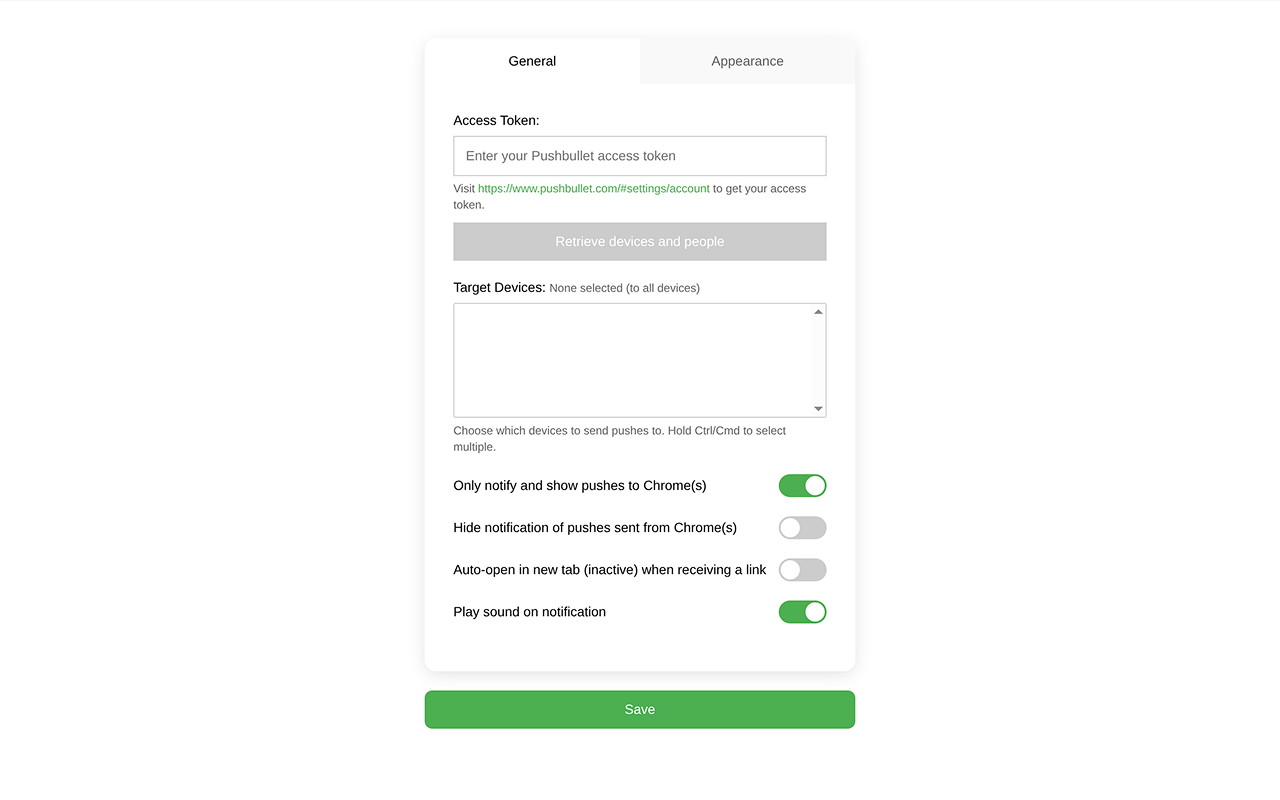 General
Appearance
Access Token:
Enter your Pushbullet access token
Visit https://www.pushbullet.com/#settings/account to get your access
token.
Retrieve devices and people
Target Devices: None selected (to all devices)
Choose which devices to send pushes to. Hold Ctrl/Cmd to select
multiple.
Only notify and show pushes to Chrome(s)
Hide notification of pushes sent from Chrome(s)
Auto-open in new tab (inactive) when receiving a link
Play sound on notification
Save